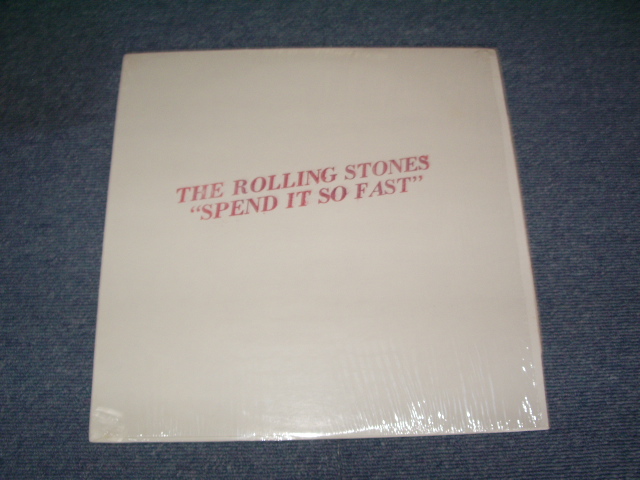 THE ROLLING STONES
“SPEND IT SO FAST”